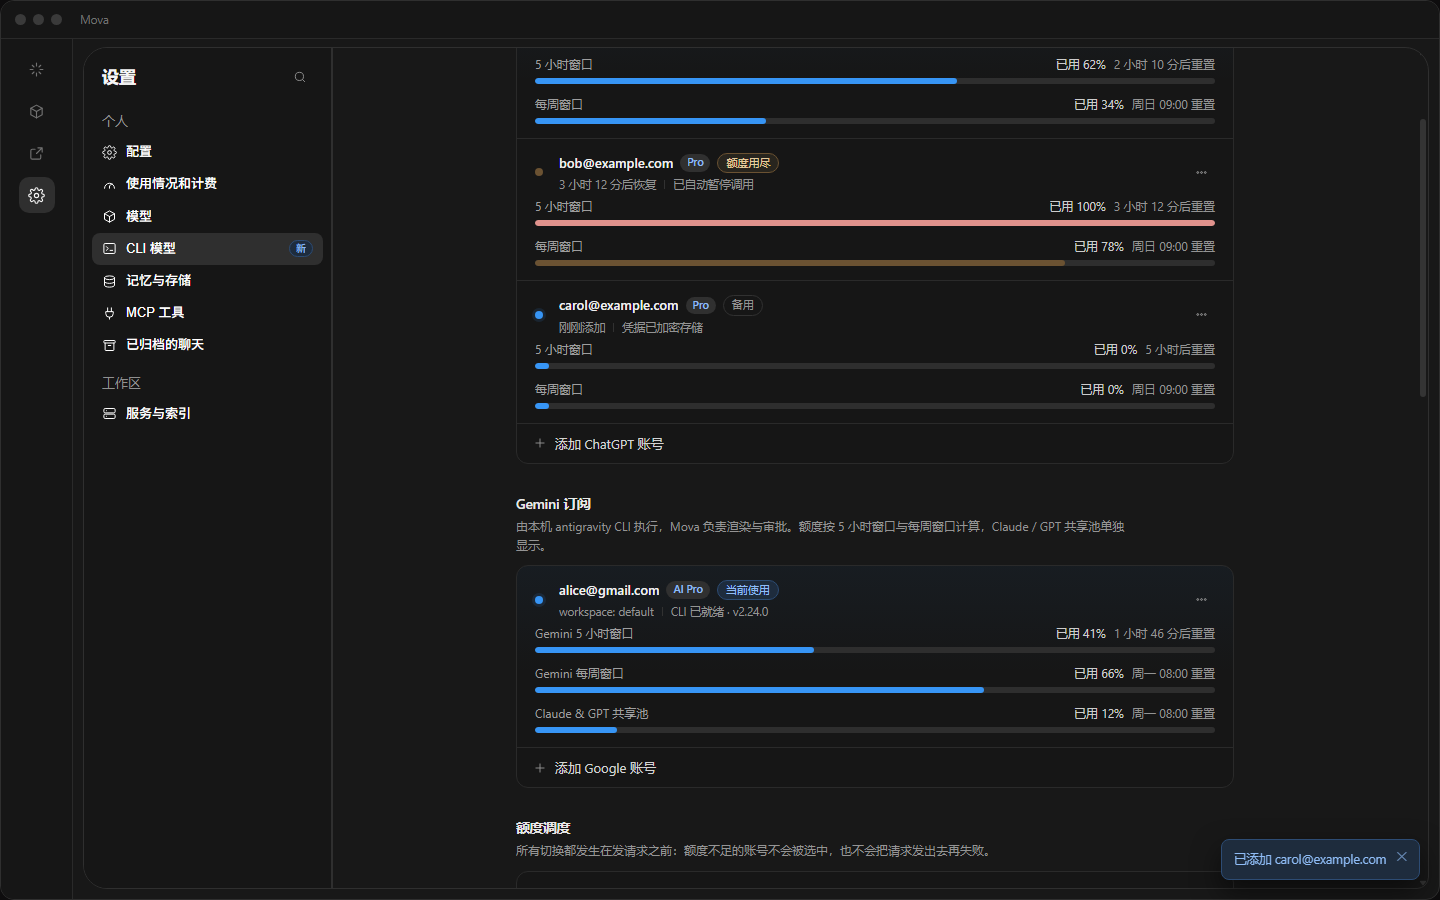 Mova
设置
个人
配置
使用情况和计费
模型
CLI 模型 新
记忆与存储
MCP 工具
已归档的聊天
工作区
服务与索引
5 小时窗口 已用 62% 2 小时 10 分后重置
每周窗口 已用 34% 周日 09:00 重置
bob@example.com Pro 额度用尽
3 小时 12 分后恢复 已自动暂停调用
5 小时窗口 已用 100% 3 小时 12 分后重置
每周窗口 已用 78% 周日 09:00 重置
carol@example.com Pro 备用
刚刚添加 凭据已加密存储
5 小时窗口 已用 0% 5 小时后重置
每周窗口 已用 0% 周日 09:00 重置
添加 ChatGPT 账号
Gemini 订阅
由本机 antigravity CLI 执行，Mova 负责渲染与审批。额度按 5 小时窗口与每周窗口计算，Claude / GPT 共享池单独
显示。
alice@gmail.com AI Pro 当前使用
workspace: default CLI 已就绪 · v2.24.0
Gemini 5 小时窗口 已用 41% 1 小时 46 分后重置
Gemini 每周窗口 已用 66% 周一 08:00 重置
Claude & GPT 共享池 已用 12% 周一 08:00 重置
添加 Google 账号
额度调度
所有切换都发生在发请求之前：额度不足的账号不会被选中，也不会把请求发出去再失败。
已添加 carol@example.com